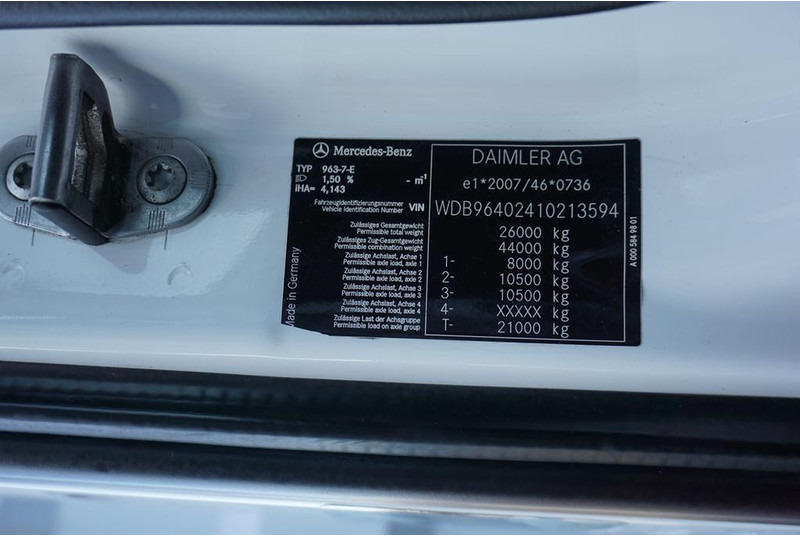 Mercedes-Benz
DAIMLER AG
TYP 963-7-E
1,50 % - m⁻¹
iHA= 4,143
e1*2007/46*0736
Fahrzeugidentifizierungsnummer
Vehicle Identification Number VIN WDB96402410213594
Zulässiges Gesamtgewicht
Permissible total weight 26000 kg
Zulässiges Zug-Gesamtgewicht
Permissible combination weight 44000 kg
Zulässige Achslast, Achse 1
Permissible axle load, axle 1 1- 8000 kg
Zulässige Achslast, Achse 2
Permissible axle load, axle 2 2- 10500 kg
Zulässige Achslast, Achse 3
Permissible axle load, axle 3 3- 10500 kg
Zulässige Achslast, Achse 4
Permissible axle load, axle 4 4- XXXXX kg
Zulässige Last der Achsgruppe
Permissible load on axle group T- 21000 kg
Made in Germany
A 000 584 98 01